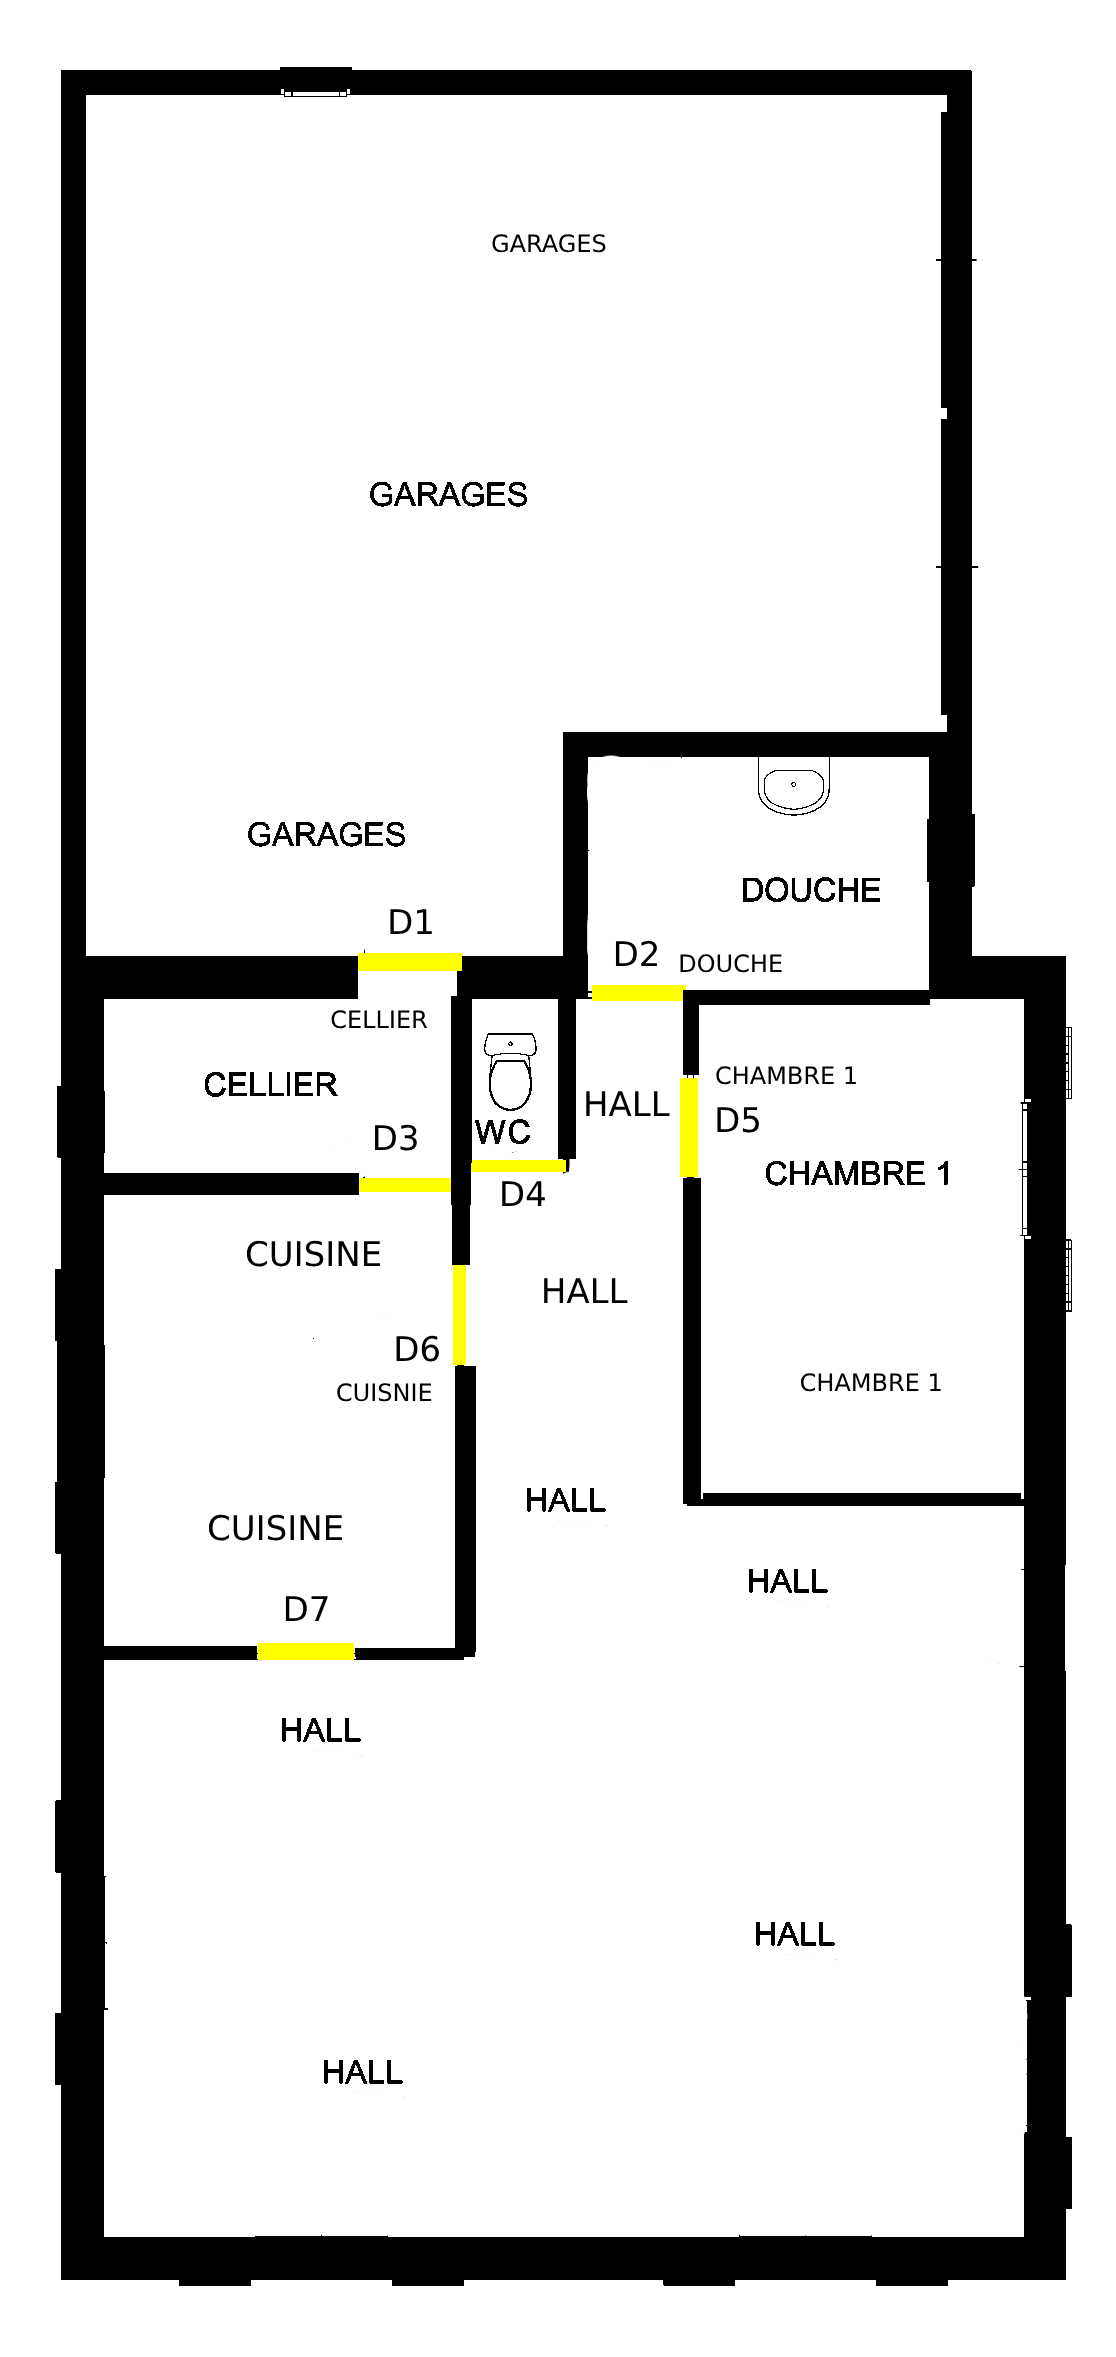 GARAGES
GARAGES
GARAGES
DOUCHE
D1
D2
DOUCHE
CELLIER
CELLIER
CHAMBRE 1
HALL
D5
WC
D3
CHAMBRE 1
D4
CUISINE
HALL
D6
CUISNIE
CHAMBRE 1
HALL
CUISINE
HALL
D7
HALL
HALL
HALL